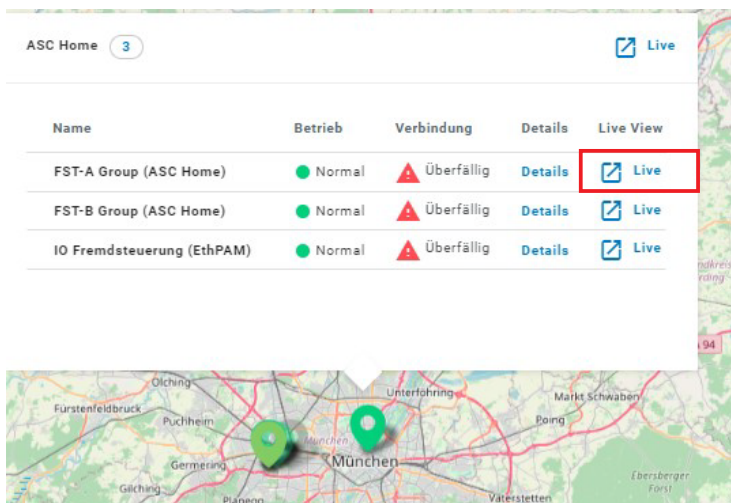 ASC Home 3 Live
Name Betrieb Verbindung Details Live View
FST-A Group (ASC Home) Normal Überfällig Details Live
FST-B Group (ASC Home) Normal Überfällig Details Live
IO Fremdsteuerung (EthPAM) Normal Überfällig Details Live
94
Olching
Unterföhring
Markt Schwaben
Fürstenfeldbruck
Puchheim
Poing
München
Germering
München
Ebersberger
Forst
Gilching
Planegg
Vaterstetten